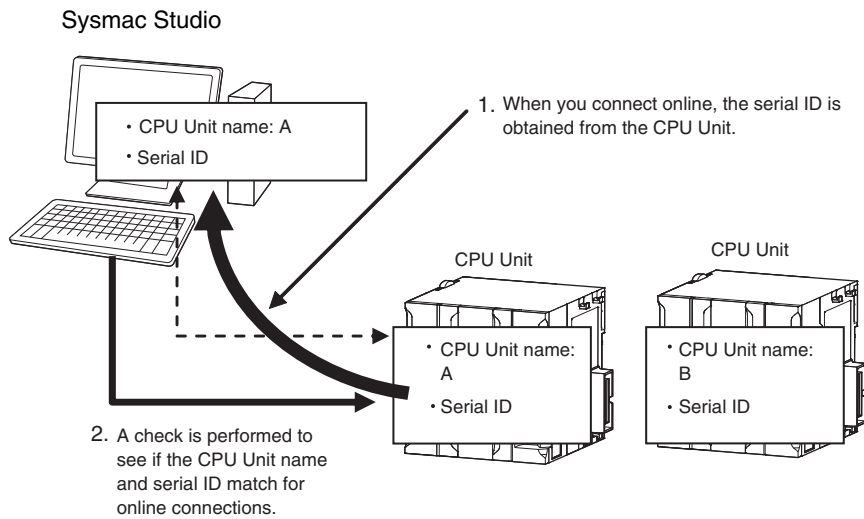 Sysmac Studio
• CPU Unit name: A
• Serial ID
1. When you connect online, the serial ID is
obtained from the CPU Unit.
CPU Unit
• CPU Unit name:
A
• Serial ID
CPU Unit
• CPU Unit name:
B
• Serial ID
2. A check is performed to
see if the CPU Unit name
and serial ID match for
online connections.